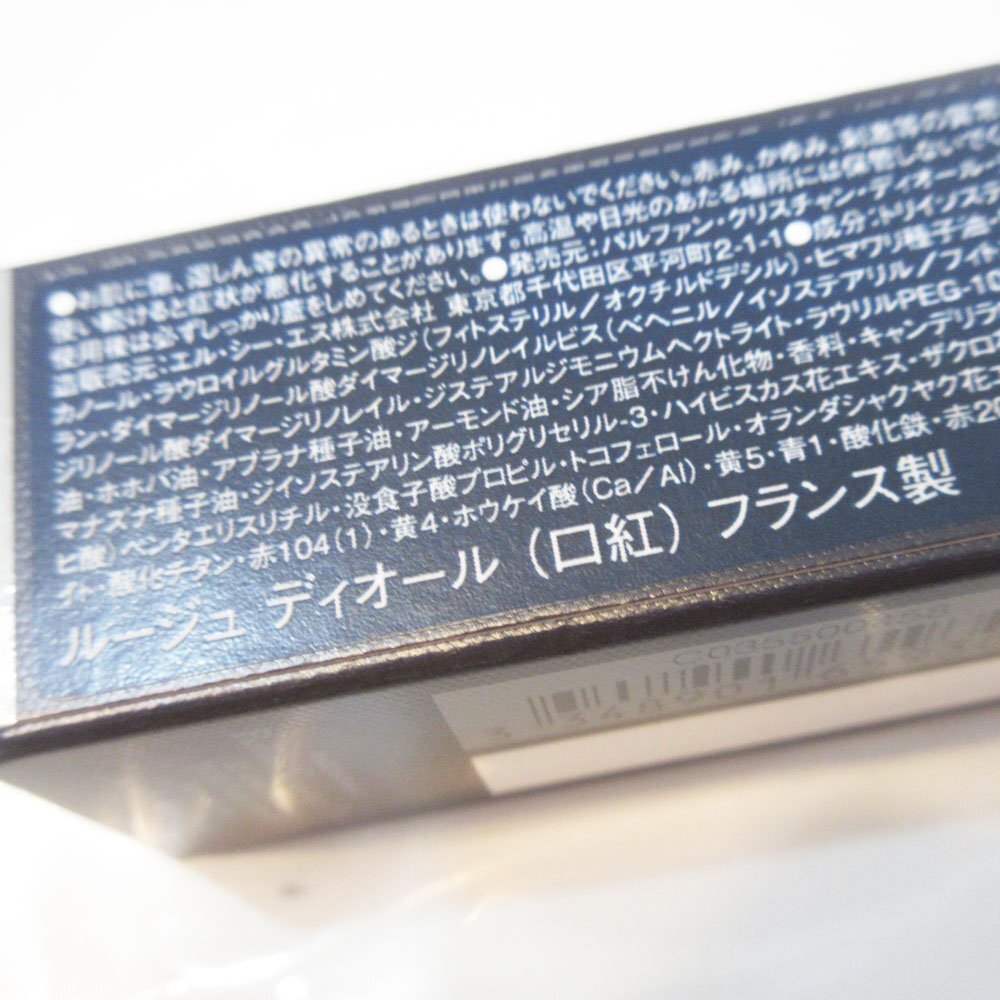 ●お肌に傷、湿しん等の異常のあるときは使わないでください。赤み、かゆみ、刺激等の異常
使い続けると症状が悪化することがあります。高温や日光のあたる場所には保管しないでく
使用後は必ずしっかり蓋をしめてください。●発売元：パルファン・クリスチャン・ディオール
販売元：エル・シー・エス株式会社 東京都千代田区平河町2-1-1●成分：トリイソステ
カノール・ラウロイルグルタミン酸ジ（フィトステリル／オクチルドデシル）・ヒマワリ種子油
ラン・ダイマージリノール酸ダイマージリノレイルビス（ベヘニル／イソステアリル／フィト
ジリノール酸ダイマージリノレイル・ジステアルジモニウムヘクトライト・ラウリルPEG-10
油・ホホバ油・アブラナ種子油・アーモンド油・シア脂不けん化物・香料・キャンデリラ
マナズナ種子油・ジイソステアリン酸ポリグリセリル-3・ハイビスカス花エキス・ザクロ
ヒ酸）ペンタエリスリチル・没食子酸プロピル・トコフェロール・オランダシャクヤク花エ
イト・酸化チタン・赤104(1)・黄4・ホウケイ酸(Ca／Al)・黄5・青1・酸化鉄・赤20
ルージュ ディオール（口紅）フランス製